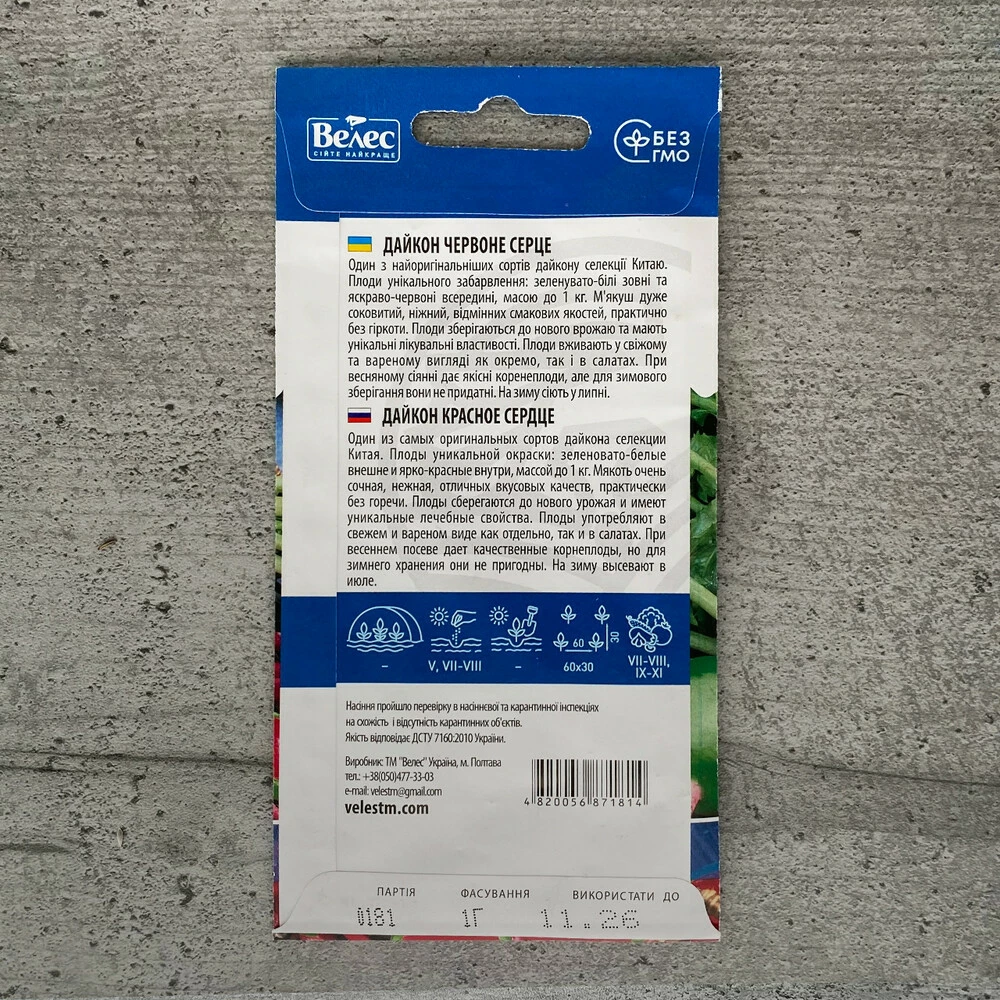 Велес
СІЙТЕ НАЙКРАЩЕ
БЕЗ
ГМО
ДАЙКОН ЧЕРВОНЕ СЕРЦЕ
Один з найоригінальніших сортів дайкону селекції Китаю.
Плоди унікального забарвлення: зеленувато-білі зовні та
яскраво-червоні всередині, масою до 1 кг. М'якуш дуже
соковитий, ніжний, відмінних смакових якостей, практично
без гіркоти. Плоди зберігаються до нового врожаю та мають
унікальні лікувальні властивості. Плоди вживають у свіжому
та вареному вигляді як окремо, так і в салатах. При
весняному сіянні дає якісні коренеплоди, але для зимового
зберігання вони не придатні. На зиму сіють у липні.
ДАЙКОН КРАСНОЕ СЕРДЦЕ
Один из самых оригинальных сортов дайкона селекции
Китая. Плоды уникальной окраски: зеленовато-белые
внешне и ярко-красные внутри, массой до 1 кг. Мякоть очень
сочная, нежная, отличных вкусовых качеств, практически
без горечи. Плоды сберегаются до нового урожая и имеют
уникальные лечебные свойства. Плоды употребляют в
свежем и вареном виде как отдельно, так и в салатах. При
весеннем посеве дает качественные корнеплоды, но для
зимнего хранения они не пригодны. На зиму высевают в
июле.
60
30
– V, VII-VIII – 60x30 VII-VIII,
IX-XI
Насіння пройшло перевірку в насіннєвої та карантинної інспекціях
на схожість і відсутність карантинних об'єктів.
Якість відповідає ДСТУ 7160:2010 України.
Виробник: ТМ "Велес" Україна, м. Полтава
тел.: +38(050)477-33-03
e-mail: velestm@gmail.com
velestm.com
4 820056 871814
ПАРТІЯ ФАСУВАННЯ ВИКОРИСТАТИ ДО
0181 1Г 11.26